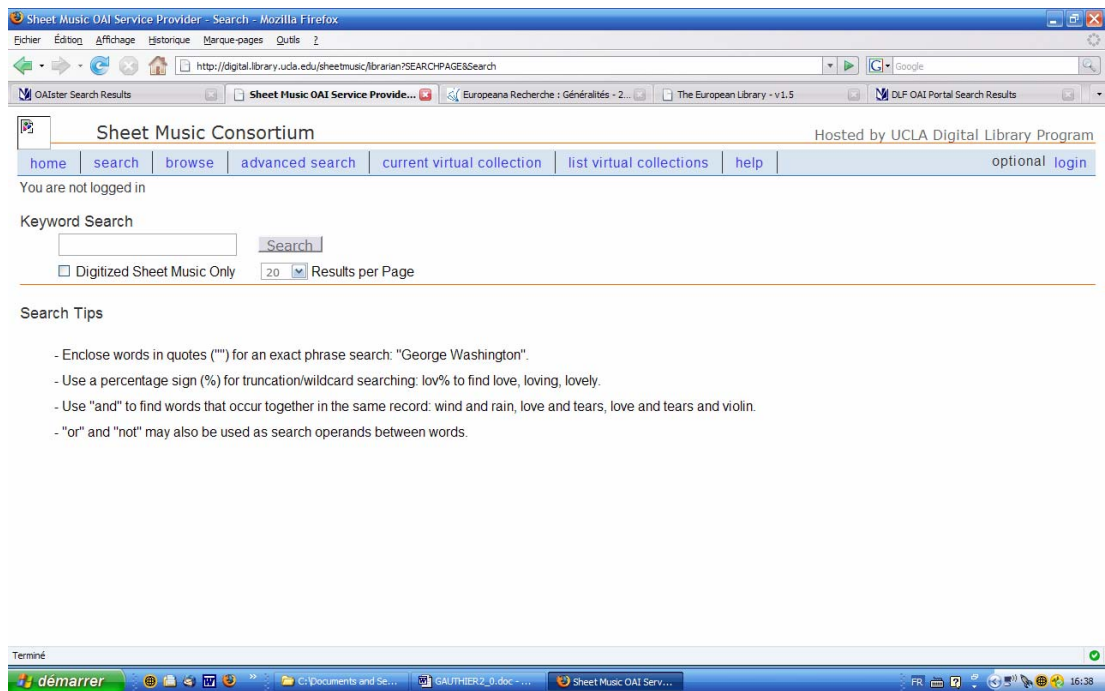 Sheet Music OAI Service Provider - Search - Mozilla Firefox
Fichier Édition Affichage Historique Marque-pages Outils ?
http://digital.library.ucla.edu/sheetmusic/librarian?SEARCHPAGE&Search
G Google
OAIster Search Results Sheet Music OAI Service Provide... Europeana Recherche : Généralités - 2... The European Library - v1.5 DLF OAI Portal Search Results
Sheet Music Consortium
Hosted by UCLA Digital Library Program
home search browse advanced search current virtual collection list virtual collections help optional login
You are not logged in
Keyword Search
Search
Digitized Sheet Music Only 20 Results per Page
Search Tips
- Enclose words in quotes ("") for an exact phrase search: "George Washington".
- Use a percentage sign (%) for truncation/wildcard searching: lov% to find love, loving, lovely.
- Use "and" to find words that occur together in the same record: wind and rain, love and tears, love and tears and violin.
- "or" and "not" may also be used as search operands between words.
Terminé
démarrer C:\Documents and Se... GAUTHIER2_0.doc - ... Sheet Music OAI Serv... FR 16:38